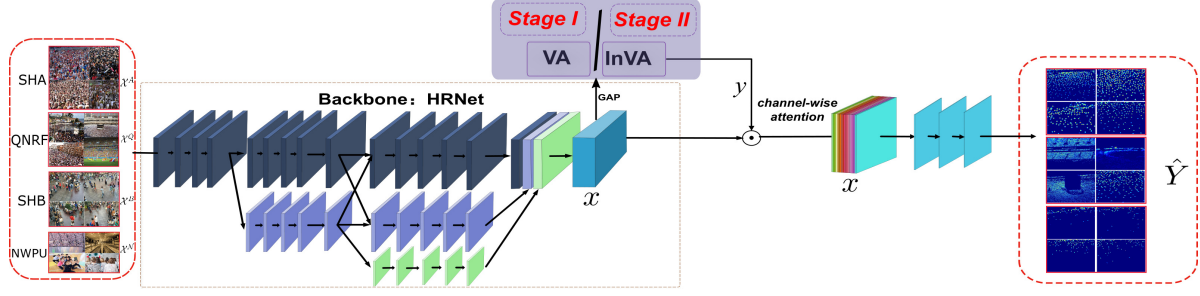 Stage I
Stage II
VA
InVA
SHA
𝒳^A
QNRF
𝒳^Q
SHB
𝒳^B
NWPU
𝒳^N
Backbone: HRNet
GAP
x
y
channel-wise
attention
x
Ŷ